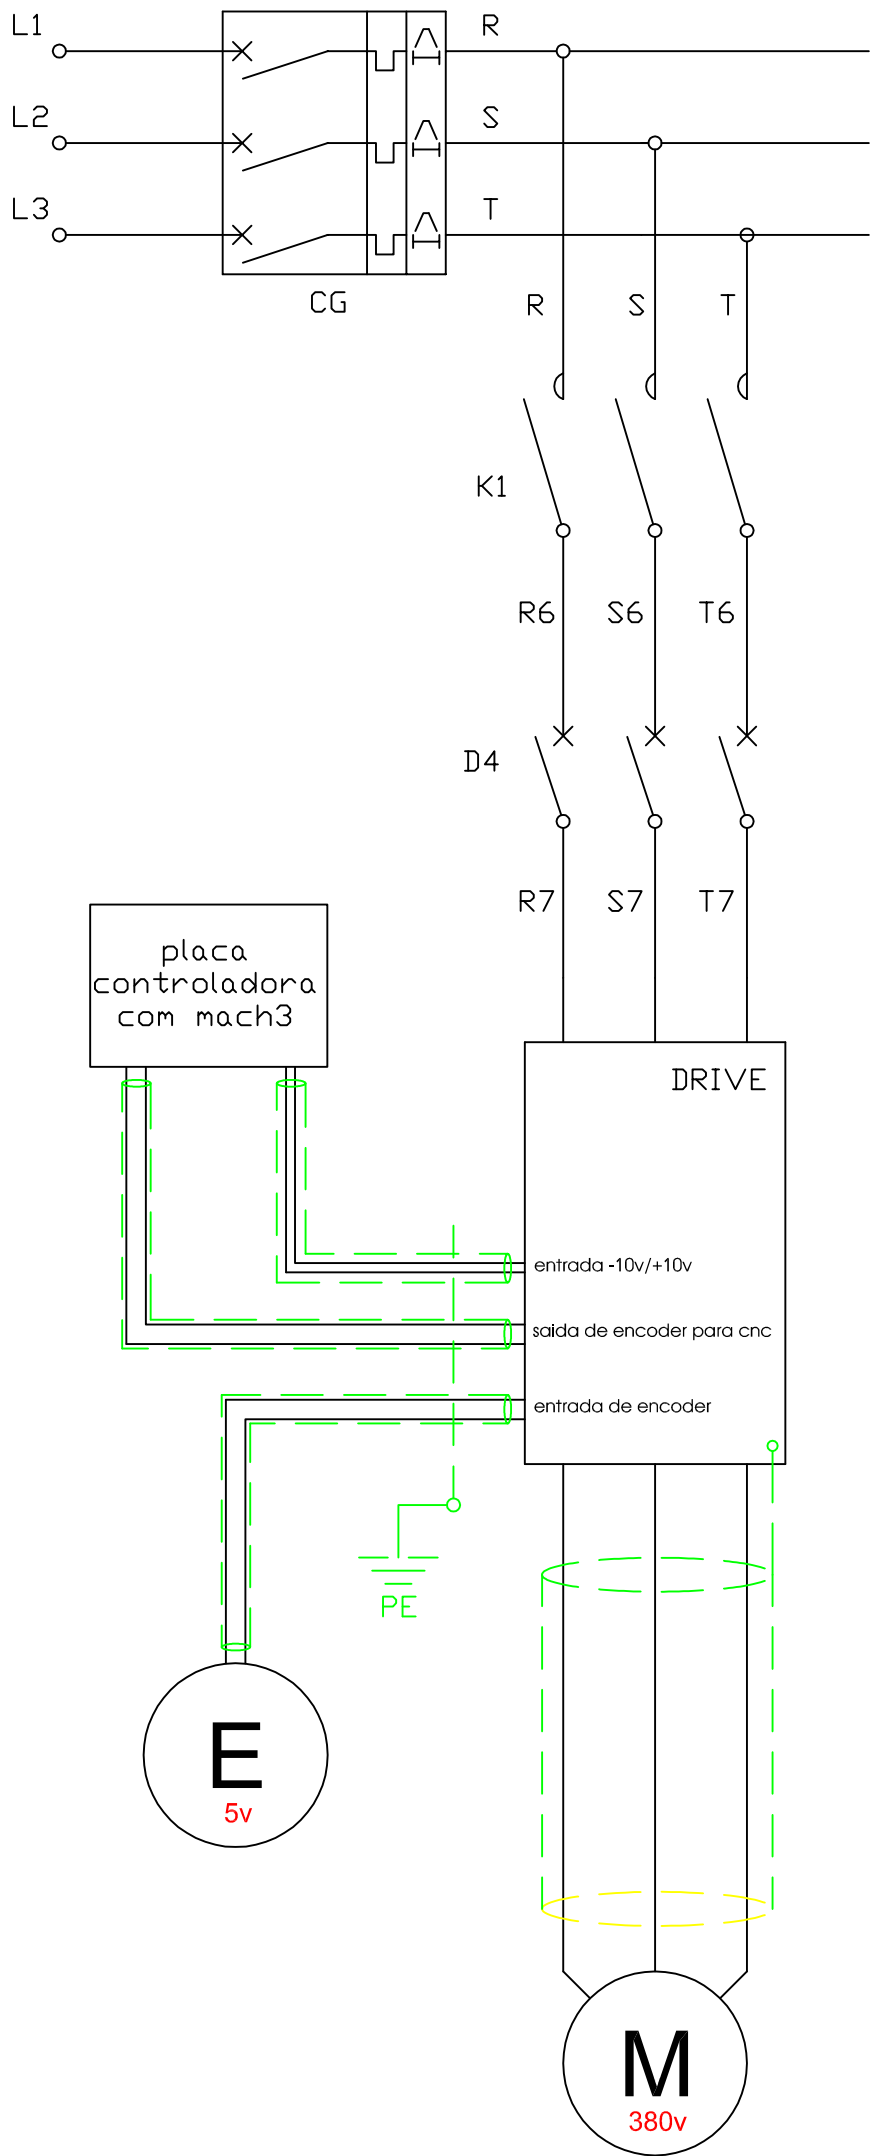 L1
R
L2
S
L3
T
CG
R
S
T
K1
R6
S6
T6
D4
R7
S7
T7
placa
controladora
com mach3
DRIVE
entrada -10v/+10v
saida de encoder para cnc
entrada de encoder
PE
E
5v
M
380v